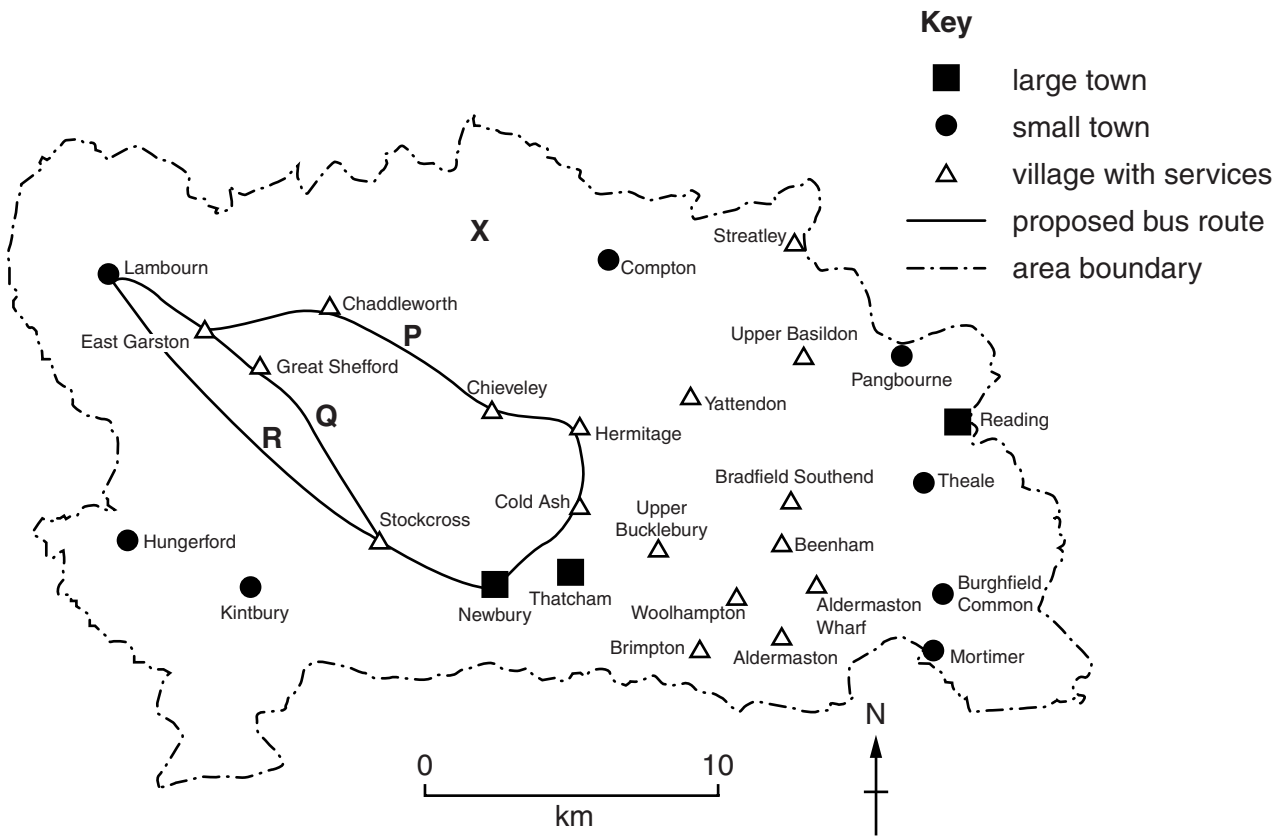 Key
large town
small town
village with services
proposed bus route
area boundary
X
Streatley
Lambourn
Compton
Chaddleworth
P
East Garston
Upper Basildon
Great Shefford
Pangbourne
Chieveley
Yattendon
Q
Reading
R
Hermitage
Bradfield Southend
Theale
Cold Ash
Upper
Bucklebury
Stockcross
Hungerford
Beenham
Kintbury
Newbury
Thatcham
Woolhampton
Aldermaston
Wharf
Burghfield
Common
Brimpton
Aldermaston
Mortimer
N
0 10
km